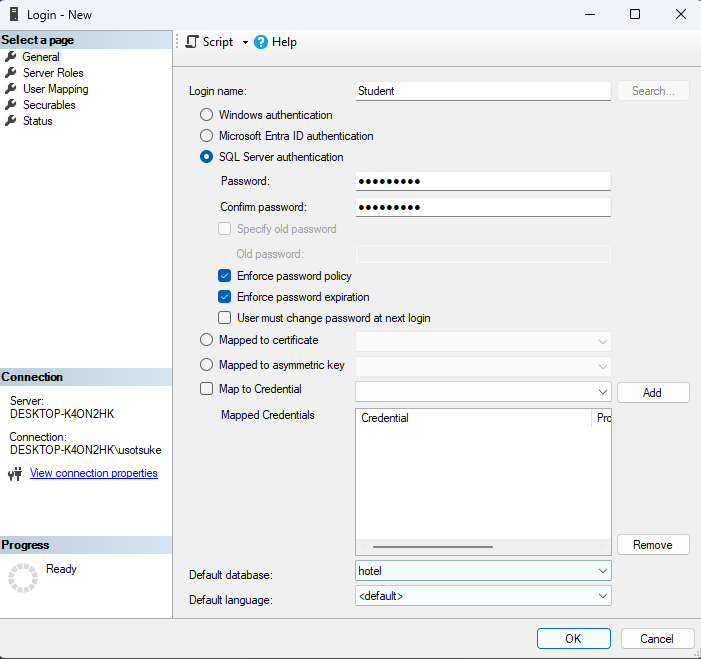 Login - New
Select a page
General
Server Roles
User Mapping
Securables
Status
Script
Help
Login name:
Student
Search...
Windows authentication
Microsoft Entra ID authentication
SQL Server authentication
Password:
●●●●●●●●●
Confirm password:
●●●●●●●●●
Specify old password
Old password:
Enforce password policy
Enforce password expiration
User must change password at next login
Mapped to certificate
Mapped to asymmetric key
Map to Credential
Add
Mapped Credentials
Credential
Pro
Remove
Default database:
hotel
Default language:
<default>
Connection
Server:
DESKTOP-K4ON2HK
Connection:
DESKTOP-K4ON2HK\usotsuke
View connection properties
Progress
Ready
OK
Cancel